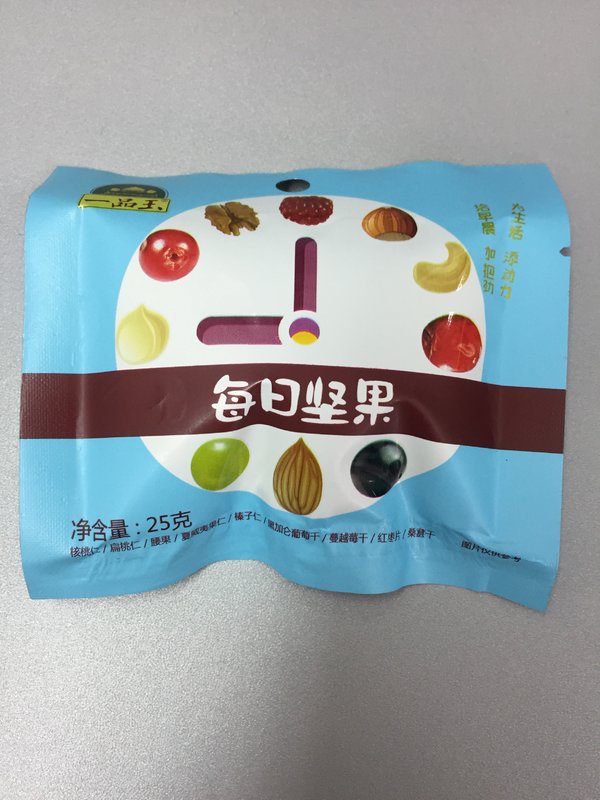 一品玉
为生活 添动力
给早晨 加把劲
每日坚果
净含量：25克
核桃仁/扁桃仁/腰果/夏威夷果仁/榛子仁/黑加仑葡萄干/蔓越莓干/红枣片/桑葚干
图片仅供参考